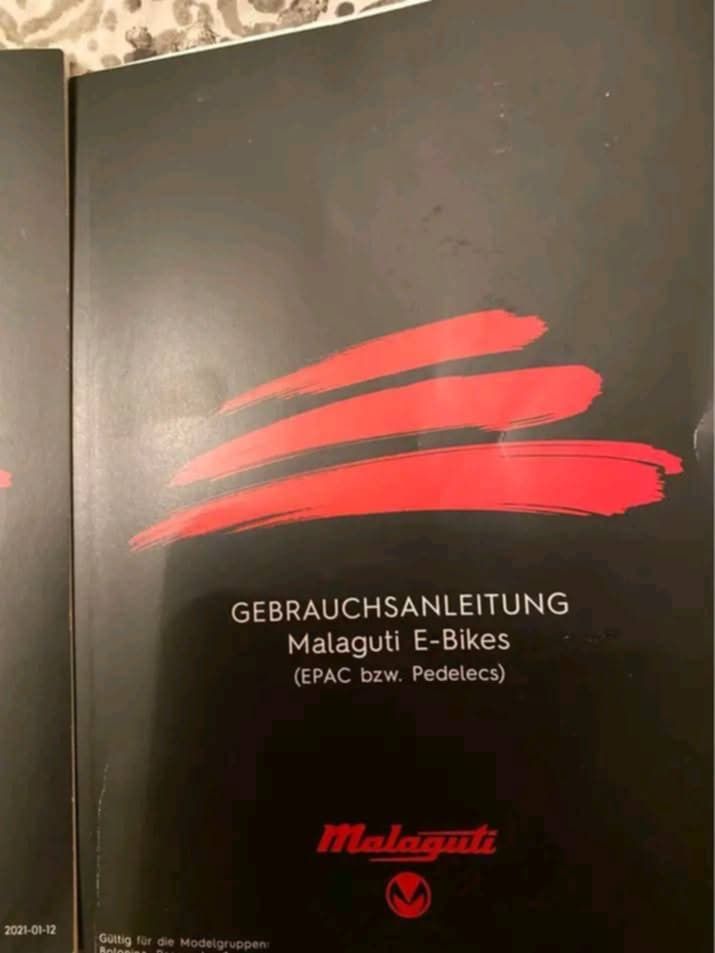 GEBRAUCHSANLEITUNG
Malaguti E-Bikes
(EPAC bzw. Pedelecs)
Malaguti
2021-01-12
Gültig für die Modelgruppen: